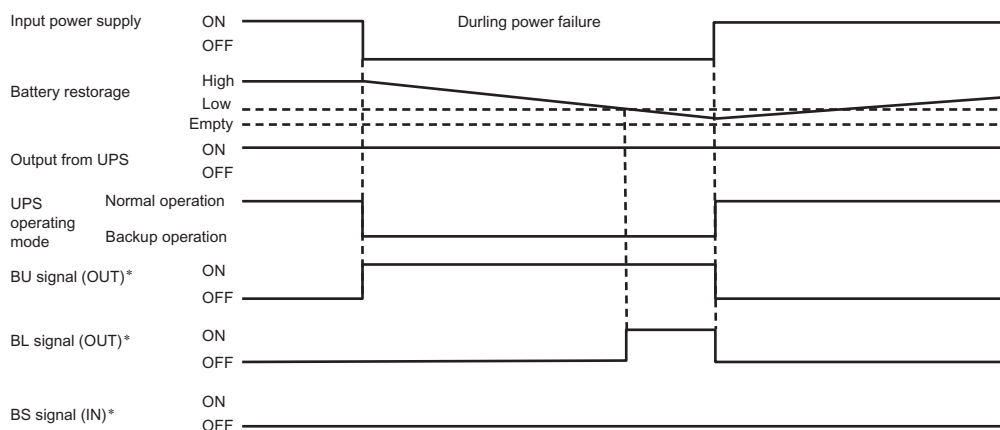 Input power supply ON Durling power failure
OFF
Battery restorage High
Low
Empty
Output from UPS ON
OFF
UPS operating mode Normal operation
Backup operation
BU signal (OUT)* ON
OFF
BL signal (OUT)* ON
OFF
BS signal (IN)* ON
OFF